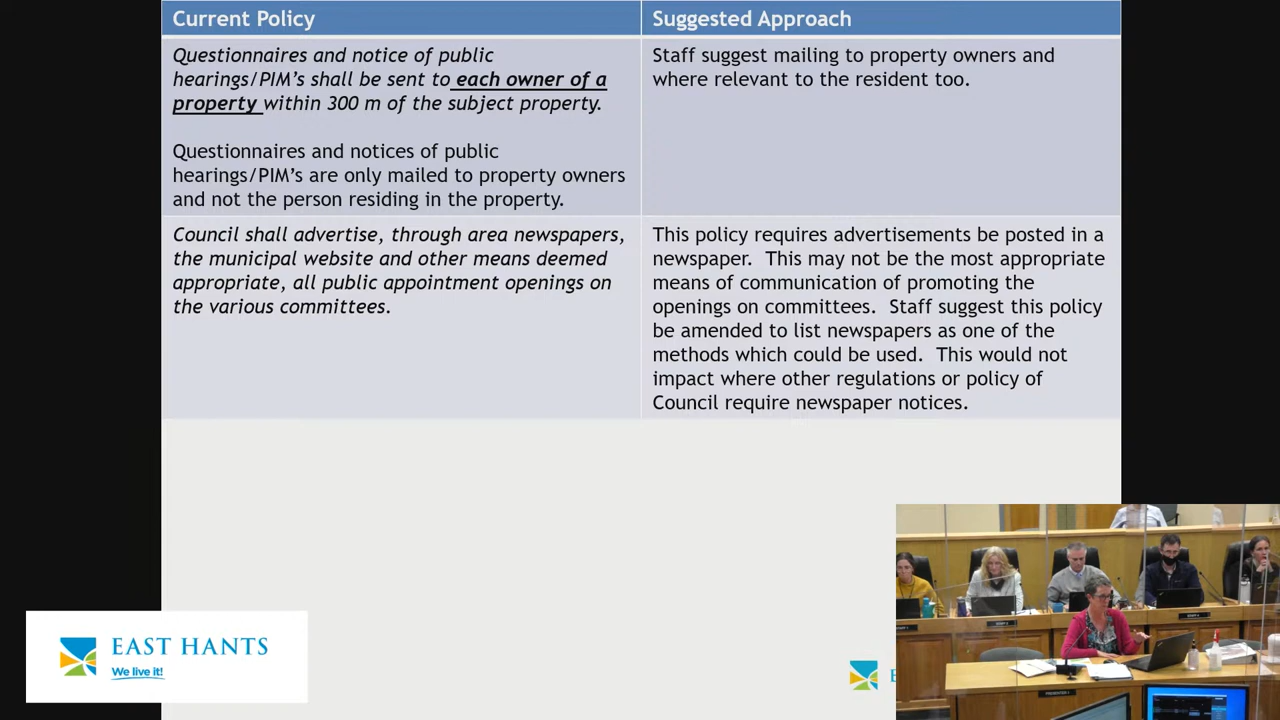 Current Policy
Suggested Approach
Questionnaires and notice of public
hearings/PIM's shall be sent to each owner of a
property within 300 m of the subject property.
Questionnaires and notices of public
hearings/PIM's are only mailed to property owners
and not the person residing in the property.
Staff suggest mailing to property owners and
where relevant to the resident too.
Council shall advertise, through area newspapers,
the municipal website and other means deemed
appropriate, all public appointment openings on
the various committees.
This policy requires advertisements be posted in a
newspaper. This may not be the most appropriate
means of communication of promoting the
openings on committees. Staff suggest this policy
be amended to list newspapers as one of the
methods which could be used. This would not
impact where other regulations or policy of
Council require newspaper notices.
EAST HANTS
We live it!
E